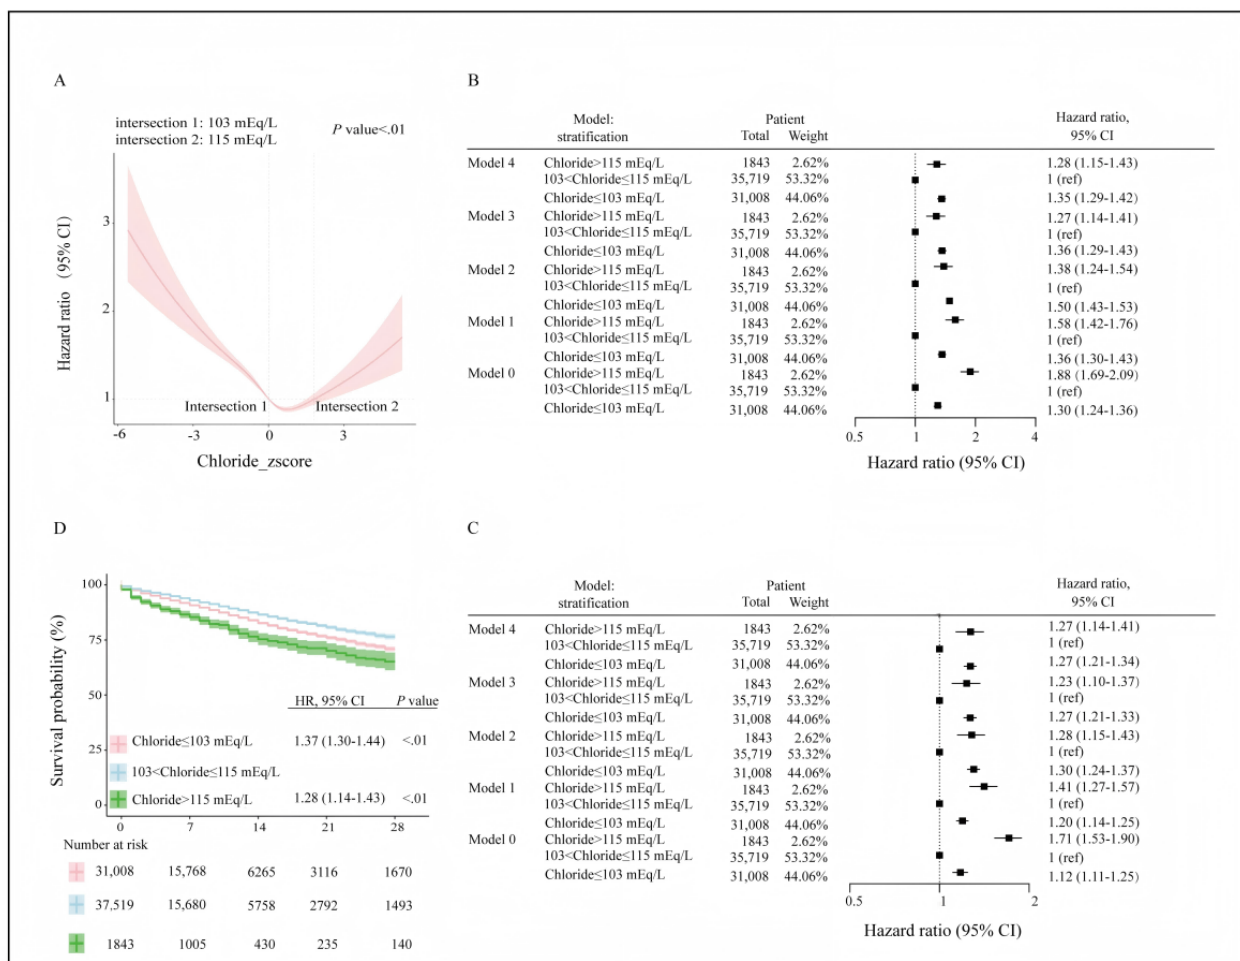 A
intersection 1: 103 mEq/L
intersection 2: 115 mEq/L
P value<.01
Hazard ratio (95% CI)
3
2
1
Intersection 1
Intersection 2
-6
-3
0
3
Chloride_zscore
B
Model: stratification
Patient
Total
Weight
Hazard ratio, 95% CI
Model 4 Chloride>115 mEq/L 1843 2.62% 1.28 (1.15-1.43)
103<Chloride≤115 mEq/L 35,719 53.32% 1 (ref)
Chloride≤103 mEq/L 31,008 44.06% 1.35 (1.29-1.42)
Model 3 Chloride>115 mEq/L 1843 2.62% 1.27 (1.14-1.41)
103<Chloride≤115 mEq/L 35,719 53.32% 1 (ref)
Chloride≤103 mEq/L 31,008 44.06% 1.36 (1.29-1.43)
Model 2 Chloride>115 mEq/L 1843 2.62% 1.38 (1.24-1.54)
103<Chloride≤115 mEq/L 35,719 53.32% 1 (ref)
Chloride≤103 mEq/L 31,008 44.06% 1.50 (1.43-1.53)
Model 1 Chloride>115 mEq/L 1843 2.62% 1.58 (1.42-1.76)
103<Chloride≤115 mEq/L 35,719 53.32% 1 (ref)
Chloride≤103 mEq/L 31,008 44.06% 1.36 (1.30-1.43)
Model 0 Chloride>115 mEq/L 1843 2.62% 1.88 (1.69-2.09)
103<Chloride≤115 mEq/L 35,719 53.32% 1 (ref)
Chloride≤103 mEq/L 31,008 44.06% 1.30 (1.24-1.36)
0.5 1 2 4
Hazard ratio (95% CI)
D
Survival probability (%)
100
75
50
25
0
HR, 95% CI P value
Chloride≤103 mEq/L 1.37 (1.30-1.44) <.01
103<Chloride≤115 mEq/L
Chloride>115 mEq/L 1.28 (1.14-1.43) <.01
0 7 14 21 28
Number at risk
31,008 15,768 6265 3116 1670
37,519 15,680 5758 2792 1493
1843 1005 430 235 140
C
Model: stratification
Patient
Total
Weight
Hazard ratio, 95% CI
Model 4 Chloride>115 mEq/L 1843 2.62% 1.27 (1.14-1.41)
103<Chloride≤115 mEq/L 35,719 53.32% 1 (ref)
Chloride≤103 mEq/L 31,008 44.06% 1.27 (1.21-1.34)
Model 3 Chloride>115 mEq/L 1843 2.62% 1.23 (1.10-1.37)
103<Chloride≤115 mEq/L 35,719 53.32% 1 (ref)
Chloride≤103 mEq/L 31,008 44.06% 1.27 (1.21-1.33)
Model 2 Chloride>115 mEq/L 1843 2.62% 1.28 (1.15-1.43)
103<Chloride≤115 mEq/L 35,719 53.32% 1 (ref)
Chloride≤103 mEq/L 31,008 44.06% 1.30 (1.24-1.37)
Model 1 Chloride>115 mEq/L 1843 2.62% 1.41 (1.27-1.57)
103<Chloride≤115 mEq/L 35,719 53.32% 1 (ref)
Chloride≤103 mEq/L 31,008 44.06% 1.20 (1.14-1.25)
Model 0 Chloride>115 mEq/L 1843 2.62% 1.71 (1.53-1.90)
103<Chloride≤115 mEq/L 35,719 53.32% 1 (ref)
Chloride≤103 mEq/L 31,008 44.06% 1.12 (1.11-1.25)
0.5 1 2
Hazard ratio (95% CI)